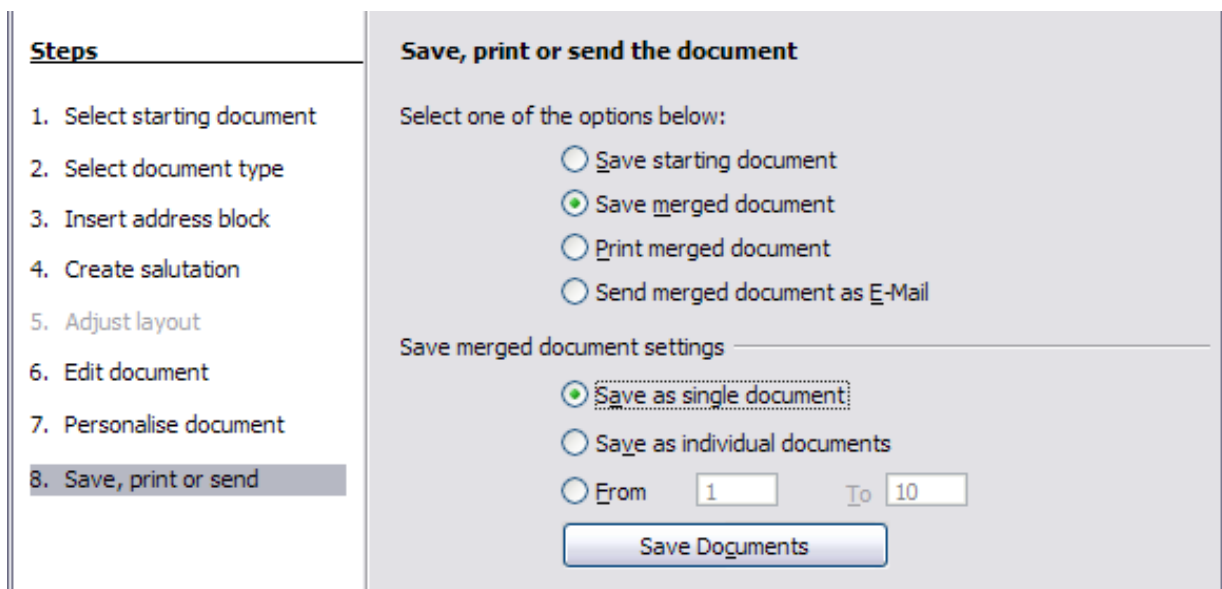 Steps
1. Select starting document
2. Select document type
3. Insert address block
4. Create salutation
5. Adjust layout
6. Edit document
7. Personalise document
8. Save, print or send
Save, print or send the document
Select one of the options below:
Save starting document
Save merged document
Print merged document
Send merged document as E-Mail
Save merged document settings
Save as single document
Save as individual documents
From 1 To 10
Save Documents